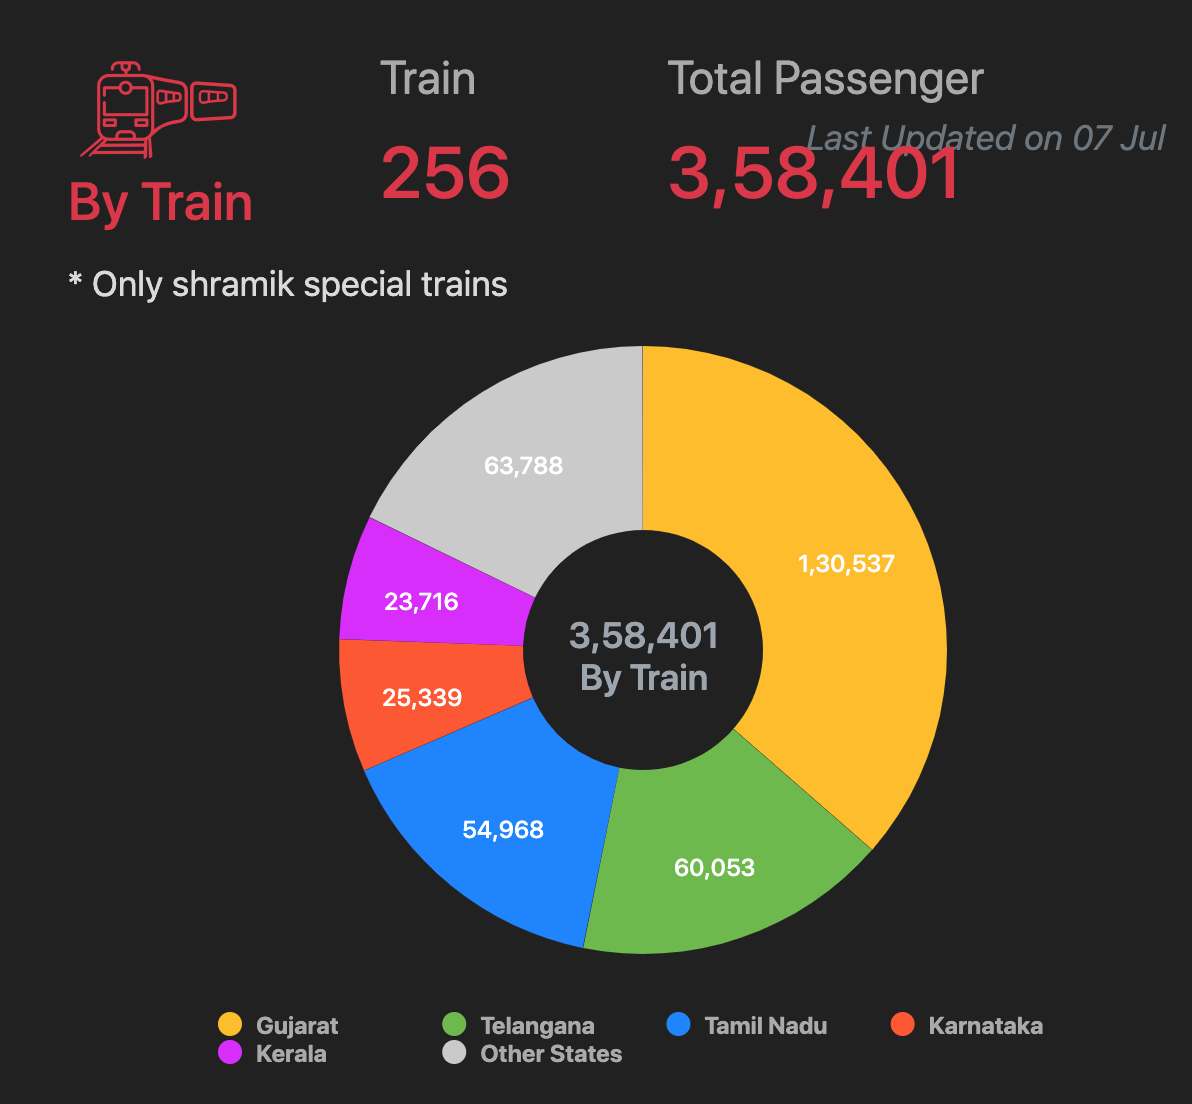 Train
Total Passenger
Last Updated on 07 Jul
256
3,58,401
By Train
* Only shramik special trains
63,788
1,30,537
23,716
3,58,401
By Train
25,339
54,968
60,053
Gujarat
Telangana
Tamil Nadu
Karnataka
Kerala
Other States